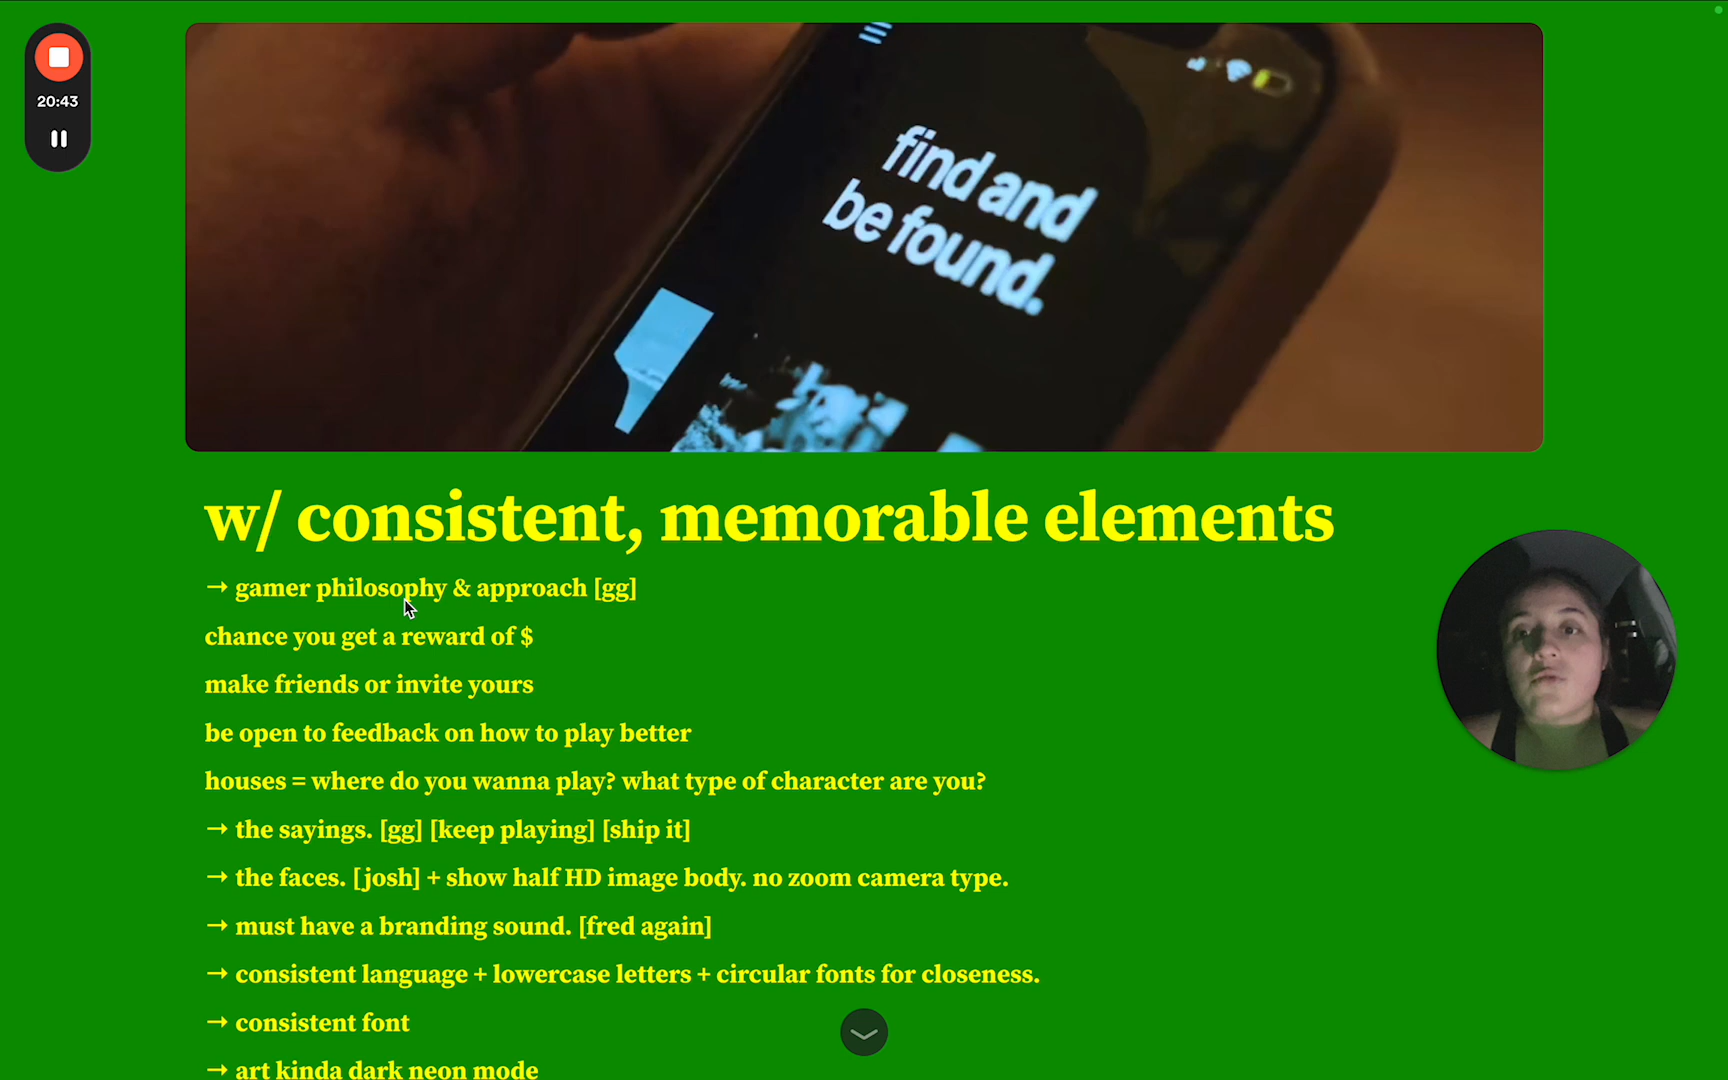 20:43
find and
be found.
w/ consistent, memorable elements
→ gamer philosophy & approach [gg]
chance you get a reward of $
make friends or invite yours
be open to feedback on how to play better
houses = where do you wanna play? what type of character are you?
→ the sayings. [gg] [keep playing] [ship it]
→ the faces. [josh] + show half HD image body. no zoom camera type.
→ must have a branding sound. [fred again]
→ consistent language + lowercase letters + circular fonts for closeness.
→ consistent font
→ art kinda dark neon mode